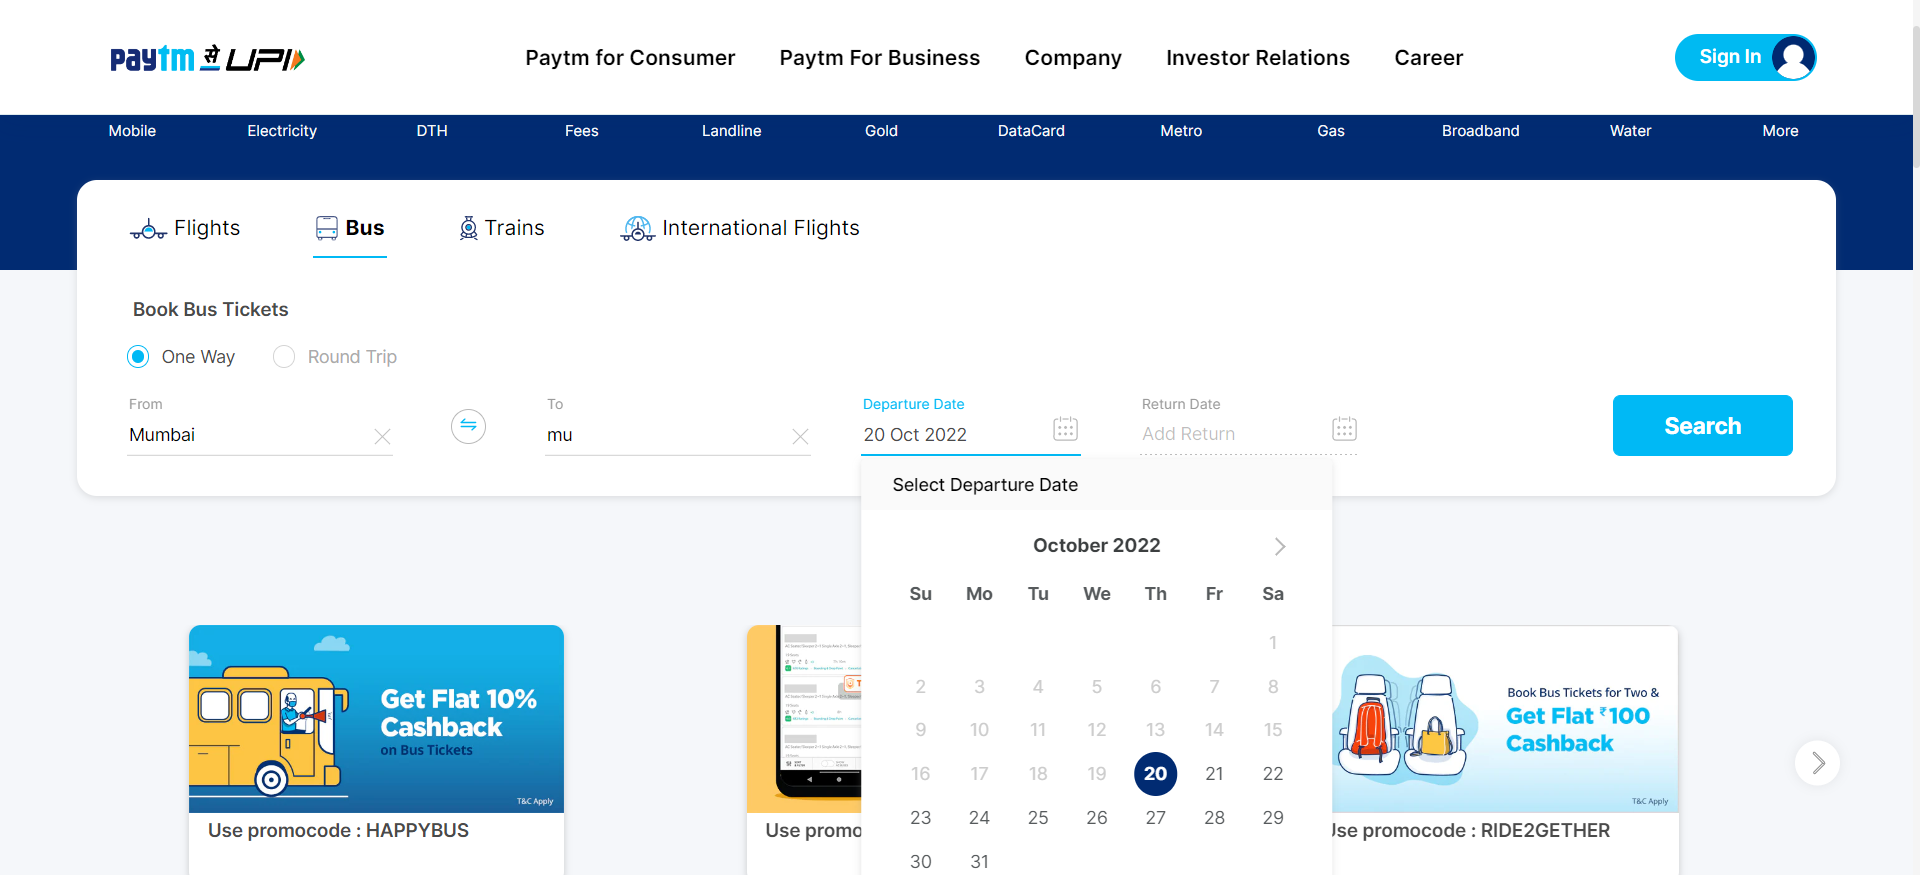 paytm से UPI
Paytm for Consumer Paytm For Business Company Investor Relations Career
Sign In
Mobile Electricity DTH Fees Landline Gold DataCard Metro Gas Broadband Water More
Flights Bus Trains International Flights
Book Bus Tickets
One Way Round Trip
From To Departure Date Return Date
Mumbai mu 20 Oct 2022 Add Return
Search
Select Departure Date
October 2022
Su Mo Tu We Th Fr Sa
1
2 3 4 5 6 7 8
9 10 11 12 13 14 15
16 17 18 19 20 21 22
23 24 25 26 27 28 29
30 31
Get Flat 10%
Cashback
on Bus Tickets
T&C Apply
Use promocode : HAPPYBUS
Use promo
Book Bus Tickets for Two &
Get Flat ₹100
Cashback
T&C Apply
Use promocode : RIDE2GETHER